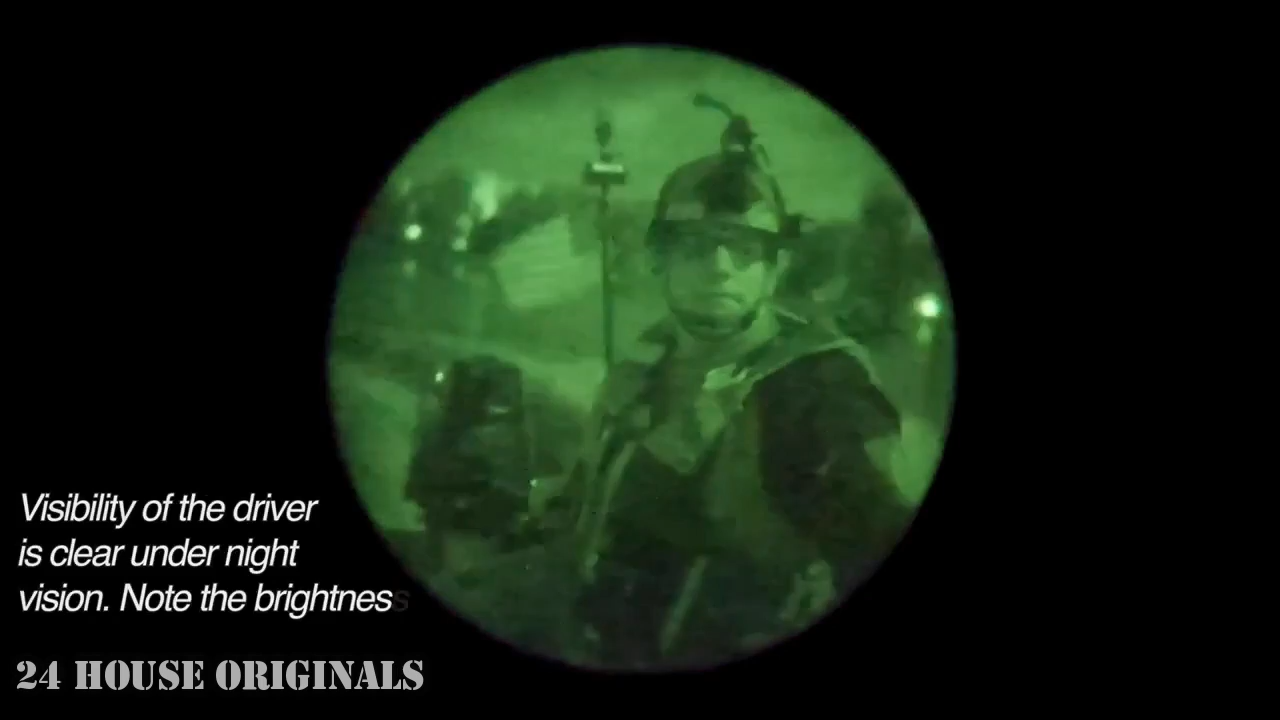 Visibility of the driver
is clear under night
vision. Note the brightness
24 HOUSE ORIGINALS